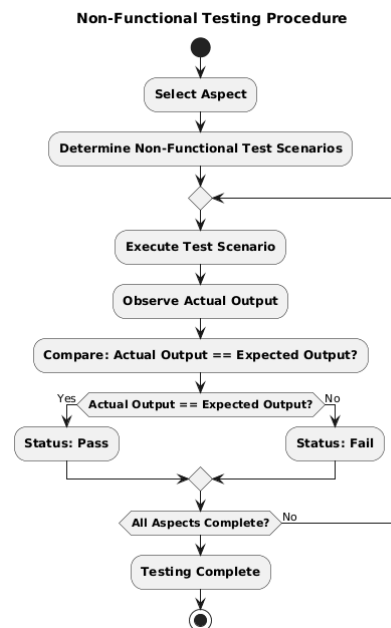 Non-Functional Testing Procedure
Select Aspect
Determine Non-Functional Test Scenarios
Execute Test Scenario
Observe Actual Output
Compare: Actual Output == Expected Output?
Yes
Actual Output == Expected Output?
No
Status: Pass
Status: Fail
All Aspects Complete?
No
Testing Complete